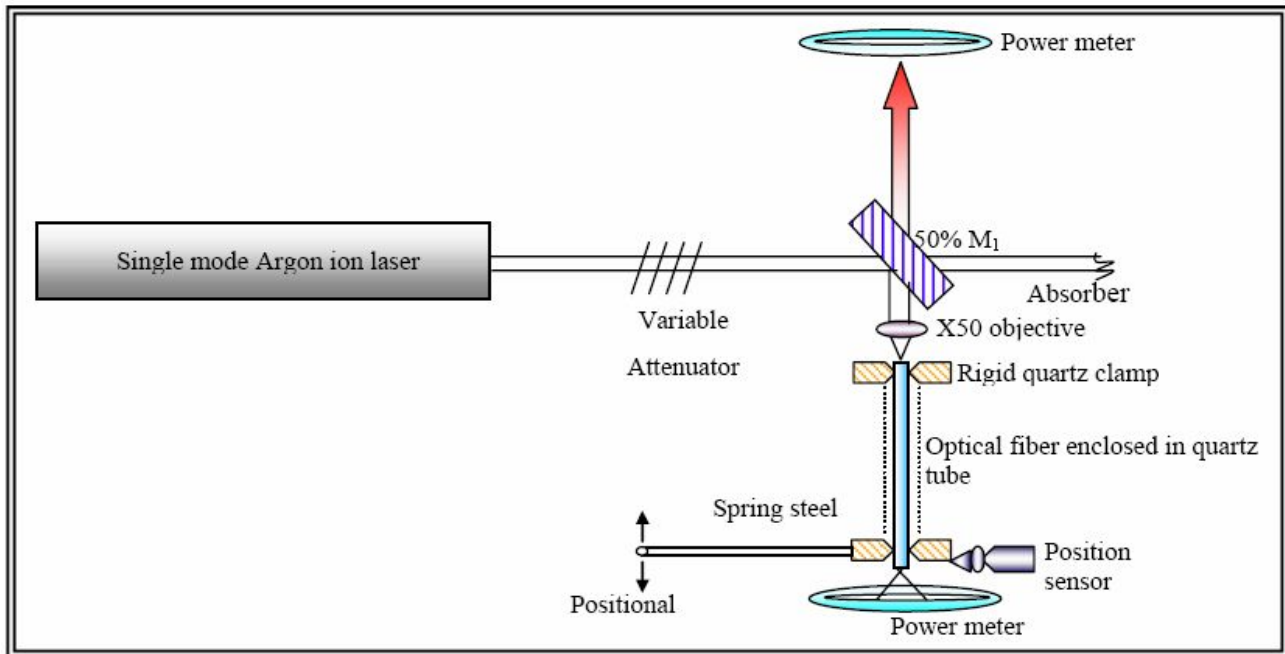 Power meter
50% M1
Single mode Argon ion laser
Absorber
Variable
Attenuator
X50 objective
Rigid quartz clamp
Optical fiber enclosed in quartz
tube
Spring steel
Position
sensor
Positional
Power meter